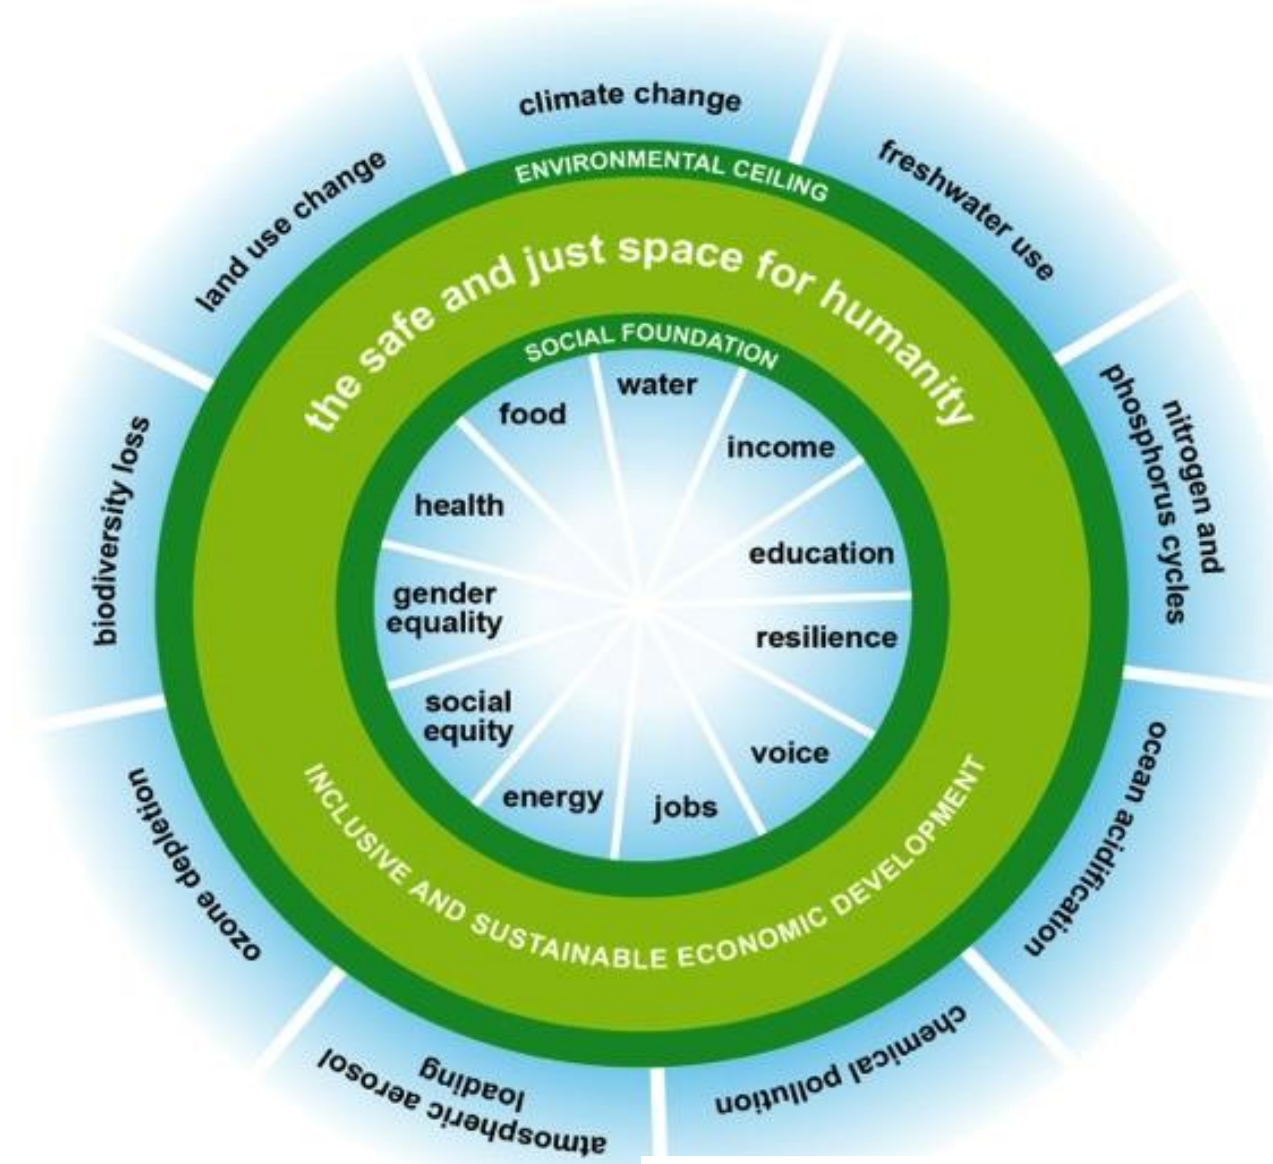 climate change
freshwater use
nitrogen and
phosphorus cycles
ocean acidification
chemical pollution
atmospheric aerosol
loading
ozone depletion
biodiversity loss
land use change
ENVIRONMENTAL CEILING
the safe and just space for humanity
SOCIAL FOUNDATION
water
income
education
resilience
voice
jobs
energy
social
equity
gender
equality
health
food
INCLUSIVE AND SUSTAINABLE ECONOMIC DEVELOPMENT